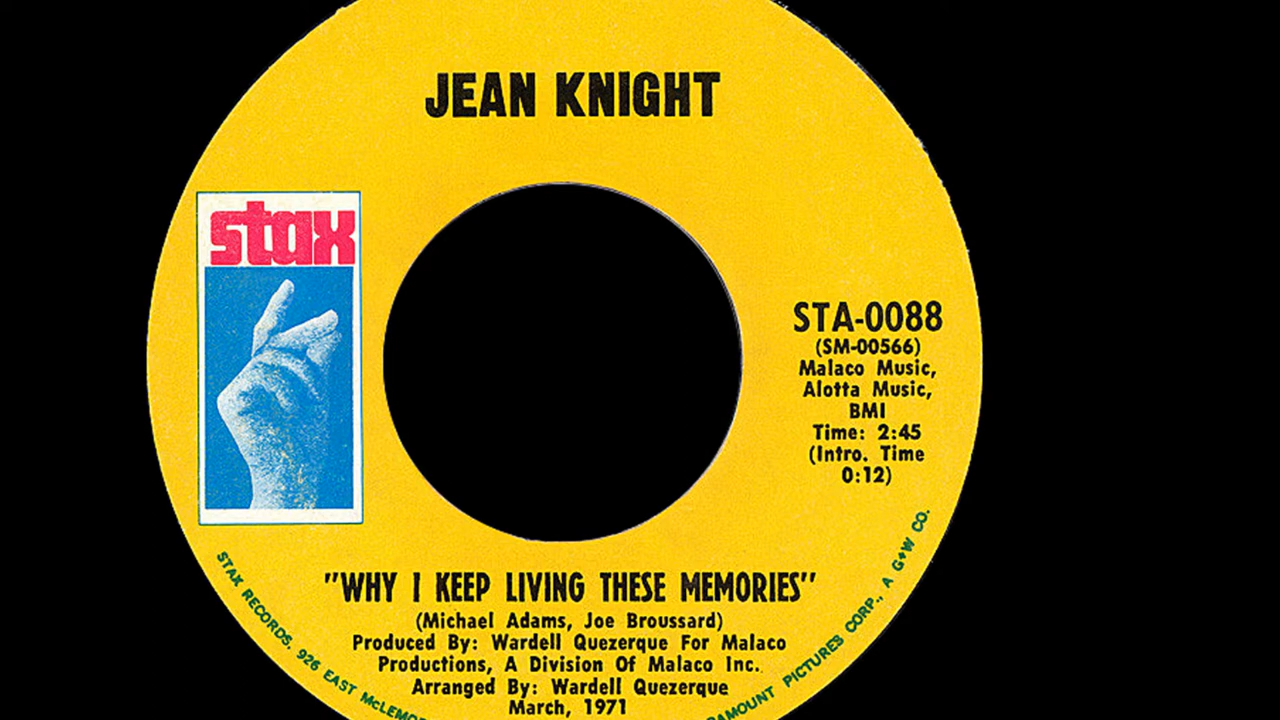 JEAN KNIGHT
stax
STA-0088
(SM-00566)
Malaco Music,
Alotta Music,
BMI
Time: 2:45
(Intro. Time
0:12)
"WHY I KEEP LIVING THESE MEMORIES"
(Michael Adams, Joe Broussard)
Produced By: Wardell Quezerque For Malaco
Productions, A Division Of Malaco Inc.
Arranged By: Wardell Quezerque
March, 1971
STAX RECORDS, 926 EAST McLEMO
AMOUNT PICTURES CORP., A G+W CO.